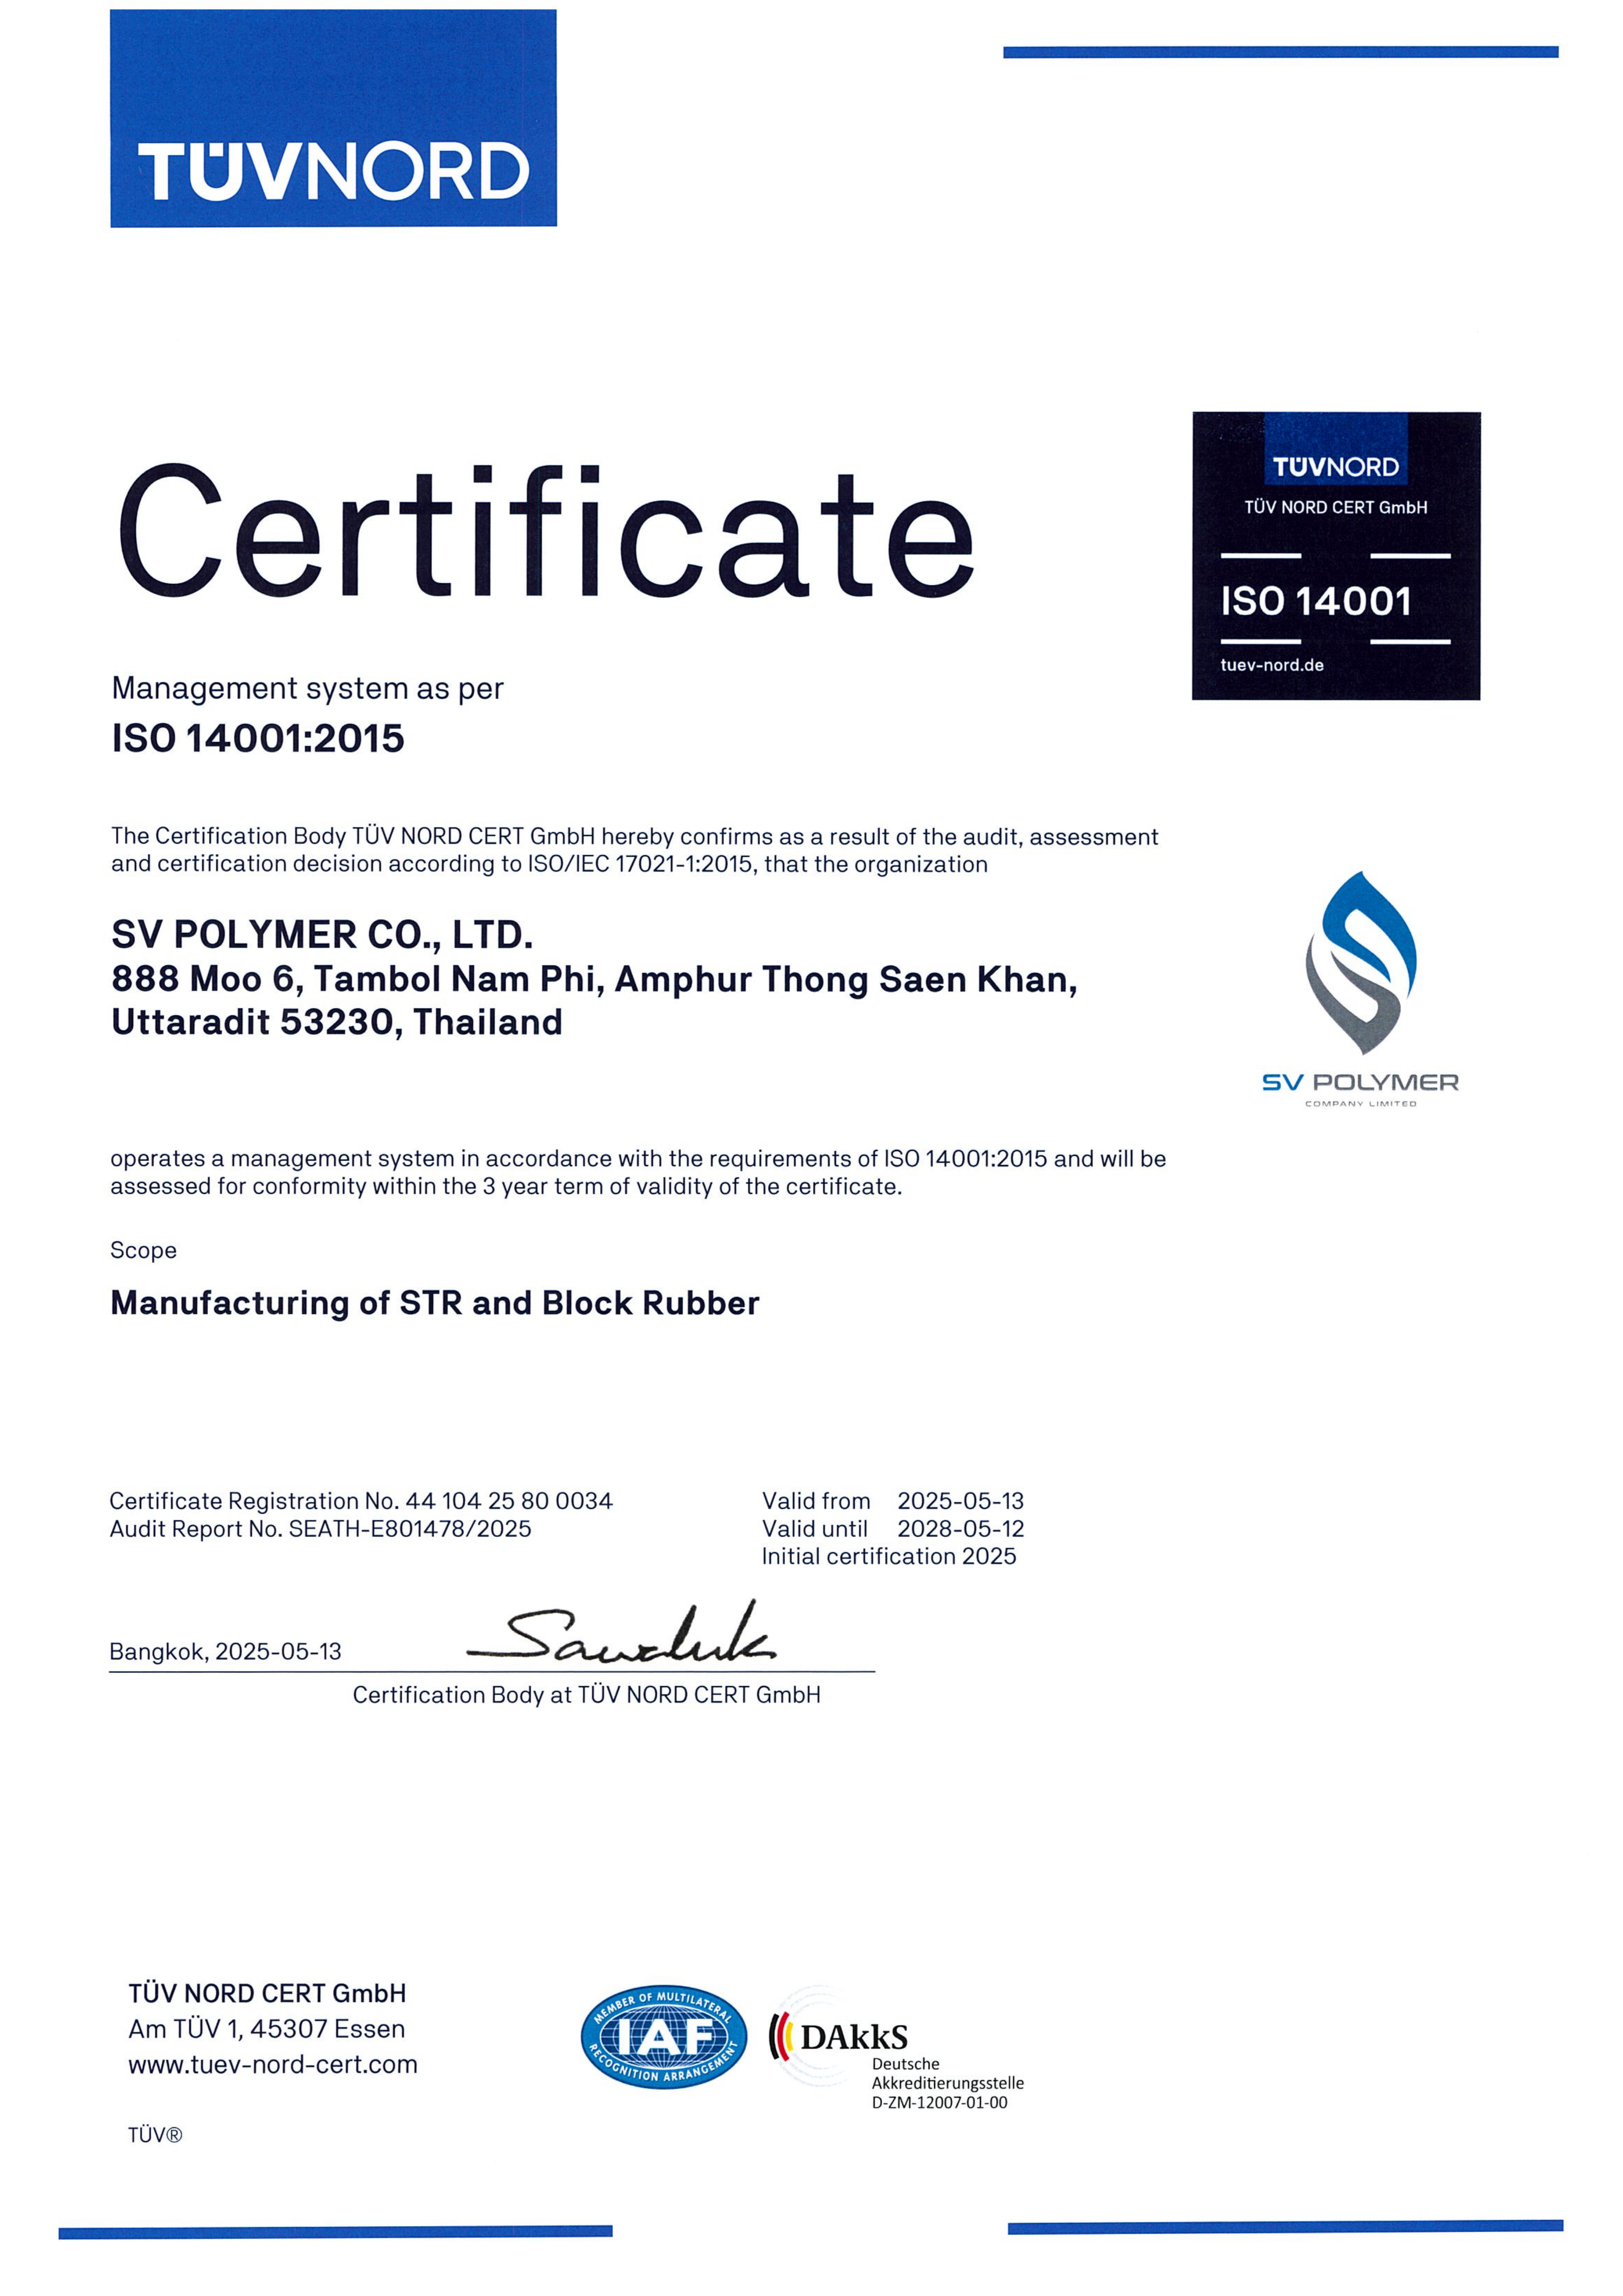 TÜVNORD
Certificate
TÜVNORD
TÜV NORD CERT GmbH
ISO 14001
tuev-nord.de
Management system as per
ISO 14001:2015
The Certification Body TÜV NORD CERT GmbH hereby confirms as a result of the audit, assessment
and certification decision according to ISO/IEC 17021-1:2015, that the organization
SV POLYMER CO., LTD.
888 Moo 6, Tambol Nam Phi, Amphur Thong Saen Khan,
Uttaradit 53230, Thailand
SV POLYMER
COMPANY LIMITED
operates a management system in accordance with the requirements of ISO 14001:2015 and will be
assessed for conformity within the 3 year term of validity of the certificate.
Scope
Manufacturing of STR and Block Rubber
Certificate Registration No. 44 104 25 80 0034
Audit Report No. SEATH-E801478/2025
Valid from 2025-05-13
Valid until 2028-05-12
Initial certification 2025
Bangkok, 2025-05-13
Certification Body at TÜV NORD CERT GmbH
TÜV NORD CERT GmbH
Am TÜV 1, 45307 Essen
www.tuev-nord-cert.com
TÜV®
MEMBER OF MULTILATERAL
IAF
RECOGNITION ARRANGEMENT
DAkkS
Deutsche
Akkreditierungsstelle
D-ZM-12007-01-00